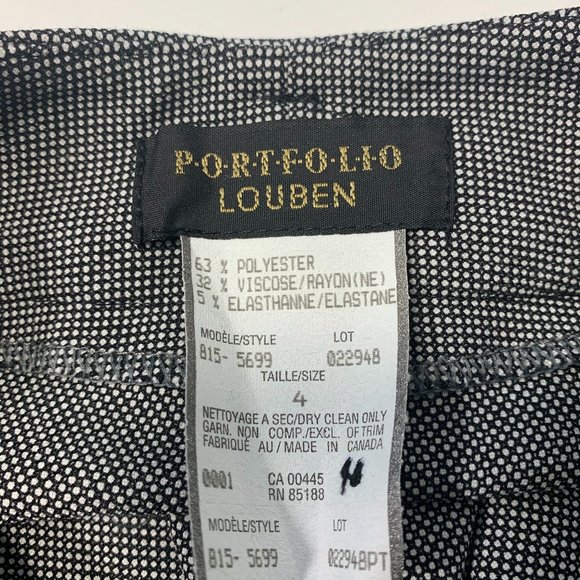 P·O·R·T·F·O·L·I·O
LOUBEN
63 % POLYESTER
32 % VISCOSE/RAYON(NE)
5 % ELASTHANNE/ELASTANE
MODÈLE/STYLE LOT
815- 5699 022948
TAILLE/SIZE
4
NETTOYAGE A SEC/DRY CLEAN ONLY
GARN. NON COMP./EXCL. OF TRIM
FABRIQUÉ AU / MADE IN CANADA
0001 CA 00445
RN 85188
MODÈLE/STYLE LOT
815- 5699 022948PT